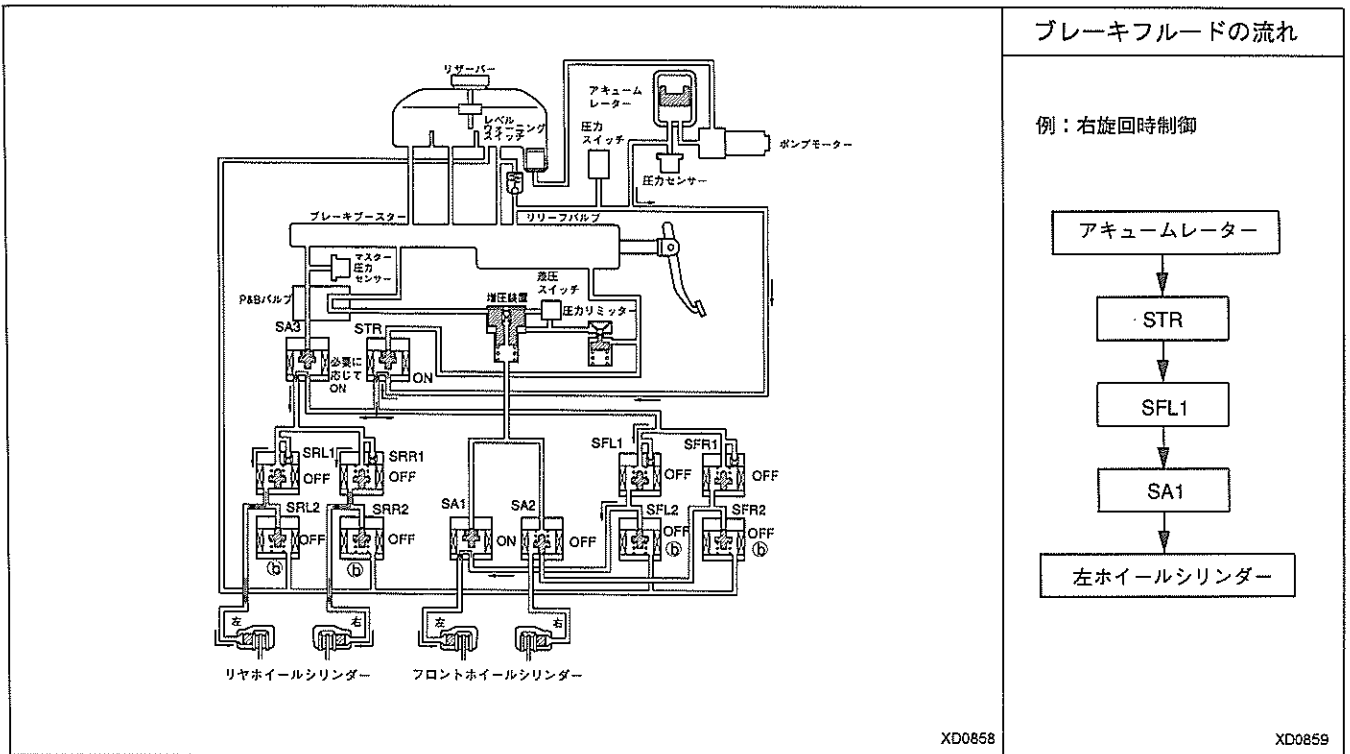 ブレーキフルードの流れ
リザーバー
レベル
ウォーニング
スイッチ
アキューム
レーター
圧力
スイッチ
ポンプモーター
圧力センサー
ブレーキブースター
リリーフバルブ
マスター
圧力
センサー
P&Bバルブ
差圧
スイッチ
増圧装置
圧力リミッター
SA3
STR
必要に
応じて
ON
ON
SRL1
OFF
SRR1
OFF
SFL1
OFF
SFR1
OFF
SRL2
OFF
ⓑ
SRR2
OFF
ⓑ
SA1
ON
SA2
OFF
SFL2
OFF
ⓑ
SFR2
OFF
ⓑ
左
右
左
右
リヤホイールシリンダー
フロントホイールシリンダー
XD0858
例：右旋回時制御
アキュームレーター
STR
SFL1
SA1
左ホイールシリンダー
XD0859